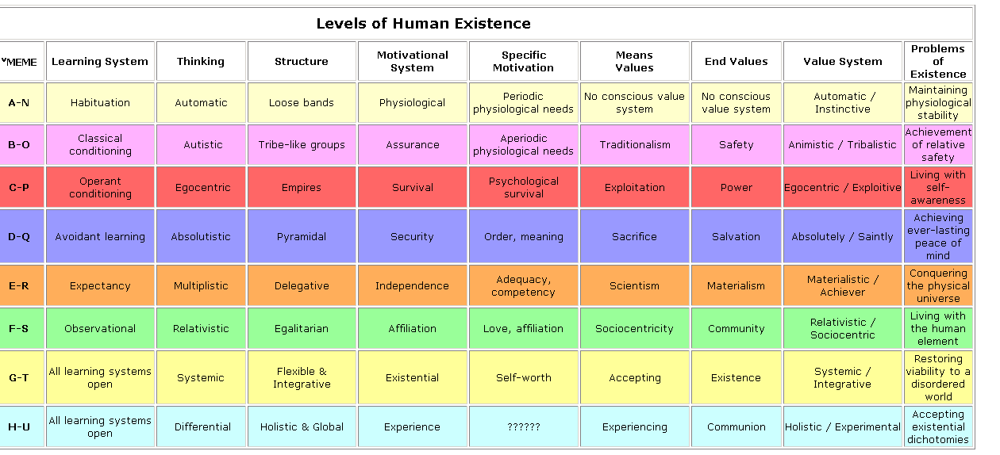 Levels of Human Existence
vMEME
Learning System
Thinking
Structure
Motivational
System
Specific
Motivation
Means
Values
End Values
Value System
Problems
of
Existence
A-N
Habituation
Automatic
Loose bands
Physiological
Periodic
physiological needs
No conscious value
system
No conscious
value system
Automatic /
Instinctive
Maintaining
physiological
stability
B-O
Classical
conditioning
Autistic
Tribe-like groups
Assurance
Aperiodic
physiological needs
Traditionalism
Safety
Animistic / Tribalistic
Achievement
of relative
safety
C-P
Operant
conditioning
Egocentric
Empires
Survival
Psychological
survival
Exploitation
Power
Egocentric / Exploitive
Living with
self-
awareness
D-Q
Avoidant learning
Absolutistic
Pyramidal
Security
Order, meaning
Sacrifice
Salvation
Absolutely / Saintly
Achieving
ever-lasting
peace of
mind
E-R
Expectancy
Multiplistic
Delegative
Independence
Adequacy,
competency
Scientism
Materialism
Materialistic /
Achiever
Conquering
the physical
universe
F-S
Observational
Relativistic
Egalitarian
Affiliation
Love, affiliation
Sociocentricity
Community
Relativistic /
Sociocentric
Living with
the human
element
G-T
All learning systems
open
Systemic
Flexible &
Integrative
Existential
Self-worth
Accepting
Existence
Systemic /
Integrative
Restoring
viability to a
disordered
world
H-U
All learning systems
open
Differential
Holistic & Global
Experience
??????
Experiencing
Communion
Holistic / Experimental
Accepting
existential
dichotomies